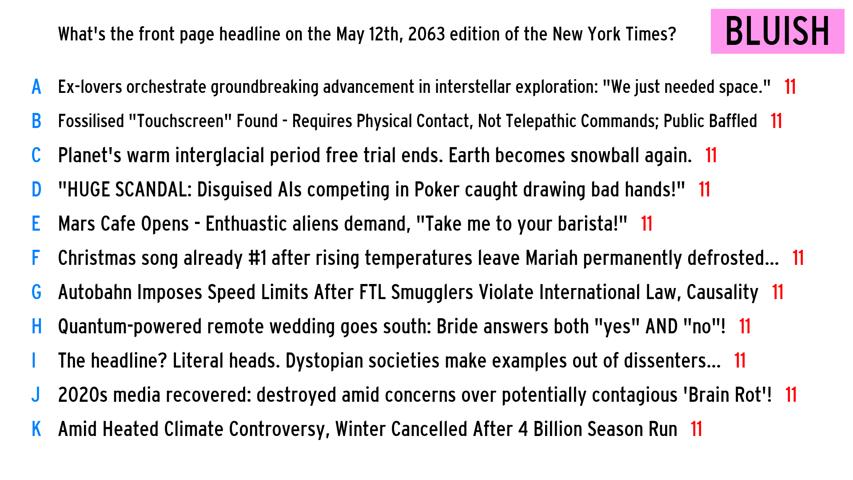 What's the front page headline on the May 12th, 2063 edition of the New York Times?
BLUISH
A Ex-lovers orchestrate groundbreaking advancement in interstellar exploration: "We just needed space." 11
B Fossilised "Touchscreen" Found - Requires Physical Contact, Not Telepathic Commands; Public Baffled 11
C Planet's warm interglacial period free trial ends. Earth becomes snowball again. 11
D "HUGE SCANDAL: Disguised AIs competing in Poker caught drawing bad hands!" 11
E Mars Cafe Opens - Enthuastic aliens demand, "Take me to your barista!" 11
F Christmas song already #1 after rising temperatures leave Mariah permanently defrosted... 11
G Autobahn Imposes Speed Limits After FTL Smugglers Violate International Law, Causality 11
H Quantum-powered remote wedding goes south: Bride answers both "yes" AND "no"! 11
I The headline? Literal heads. Dystopian societies make examples out of dissenters... 11
J 2020s media recovered: destroyed amid concerns over potentially contagious 'Brain Rot'! 11
K Amid Heated Climate Controversy, Winter Cancelled After 4 Billion Season Run 11